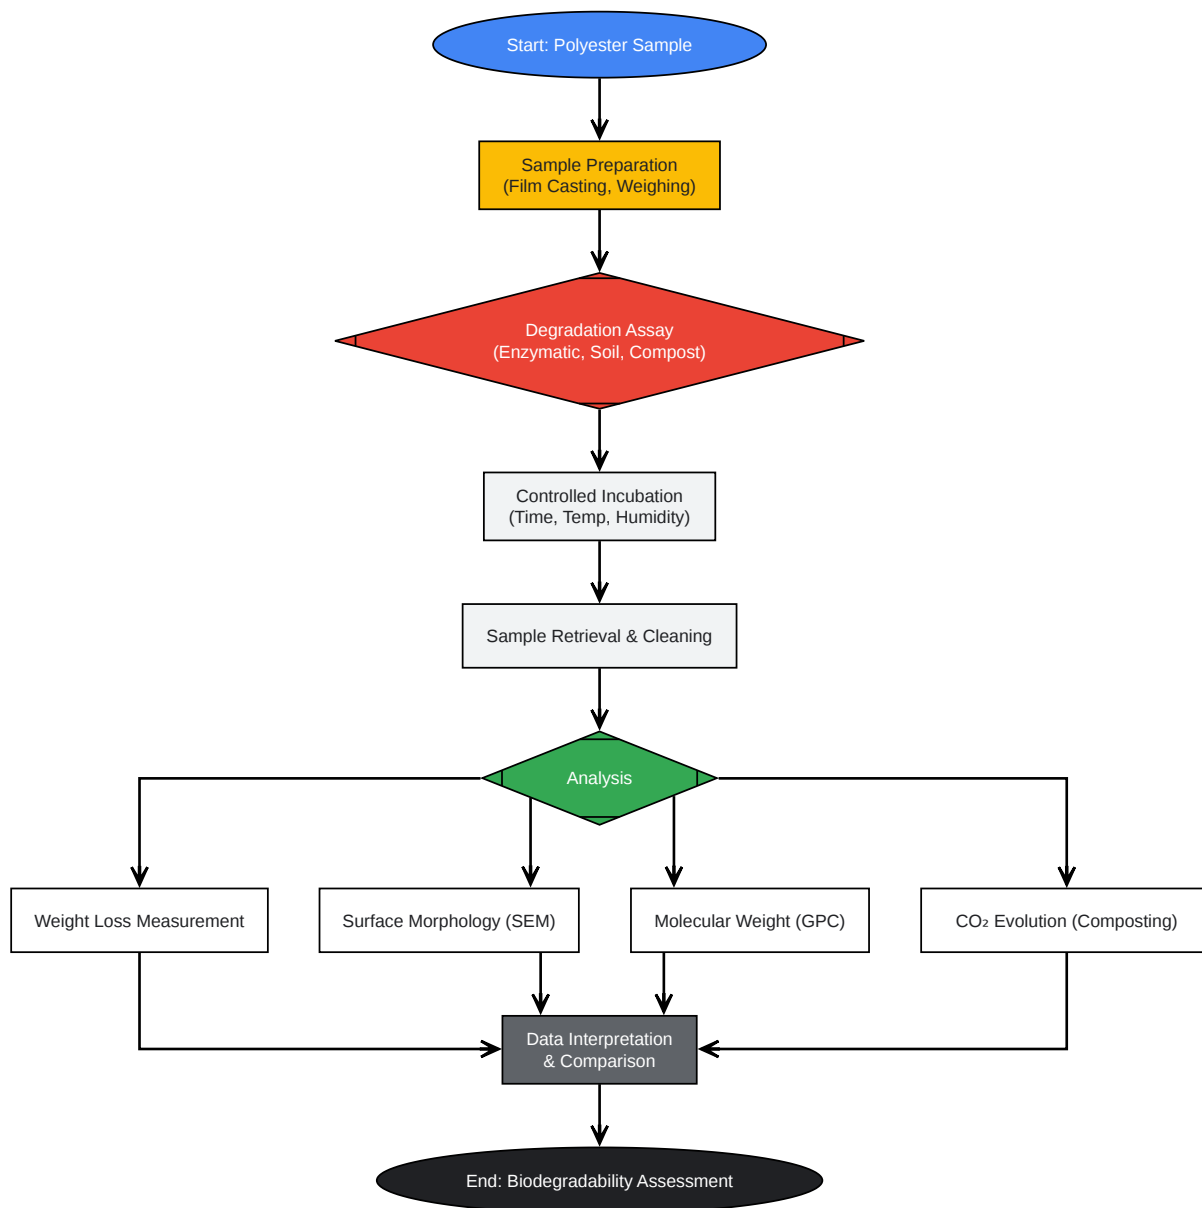 Start: Polyester Sample
Sample Preparation
(Film Casting, Weighing)
Degradation Assay
(Enzymatic, Soil, Compost)
Controlled Incubation
(Time, Temp, Humidity)
Sample Retrieval & Cleaning
Analysis
Weight Loss Measurement
Surface Morphology (SEM)
Molecular Weight (GPC)
CO₂ Evolution (Composting)
Data Interpretation
& Comparison
End: Biodegradability Assessment